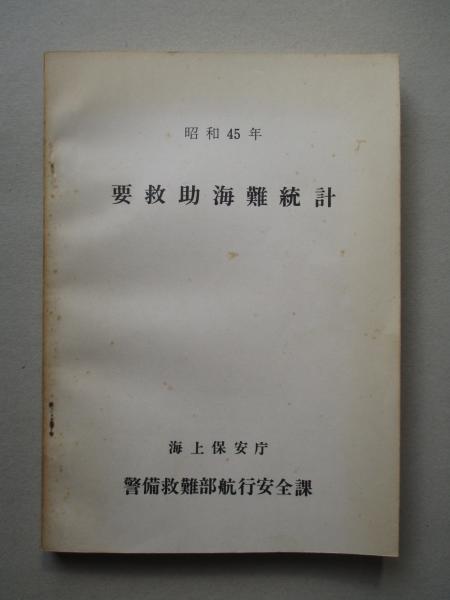 昭和45年
要救助海難統計
海上保安庁
警備救難部航行安全課